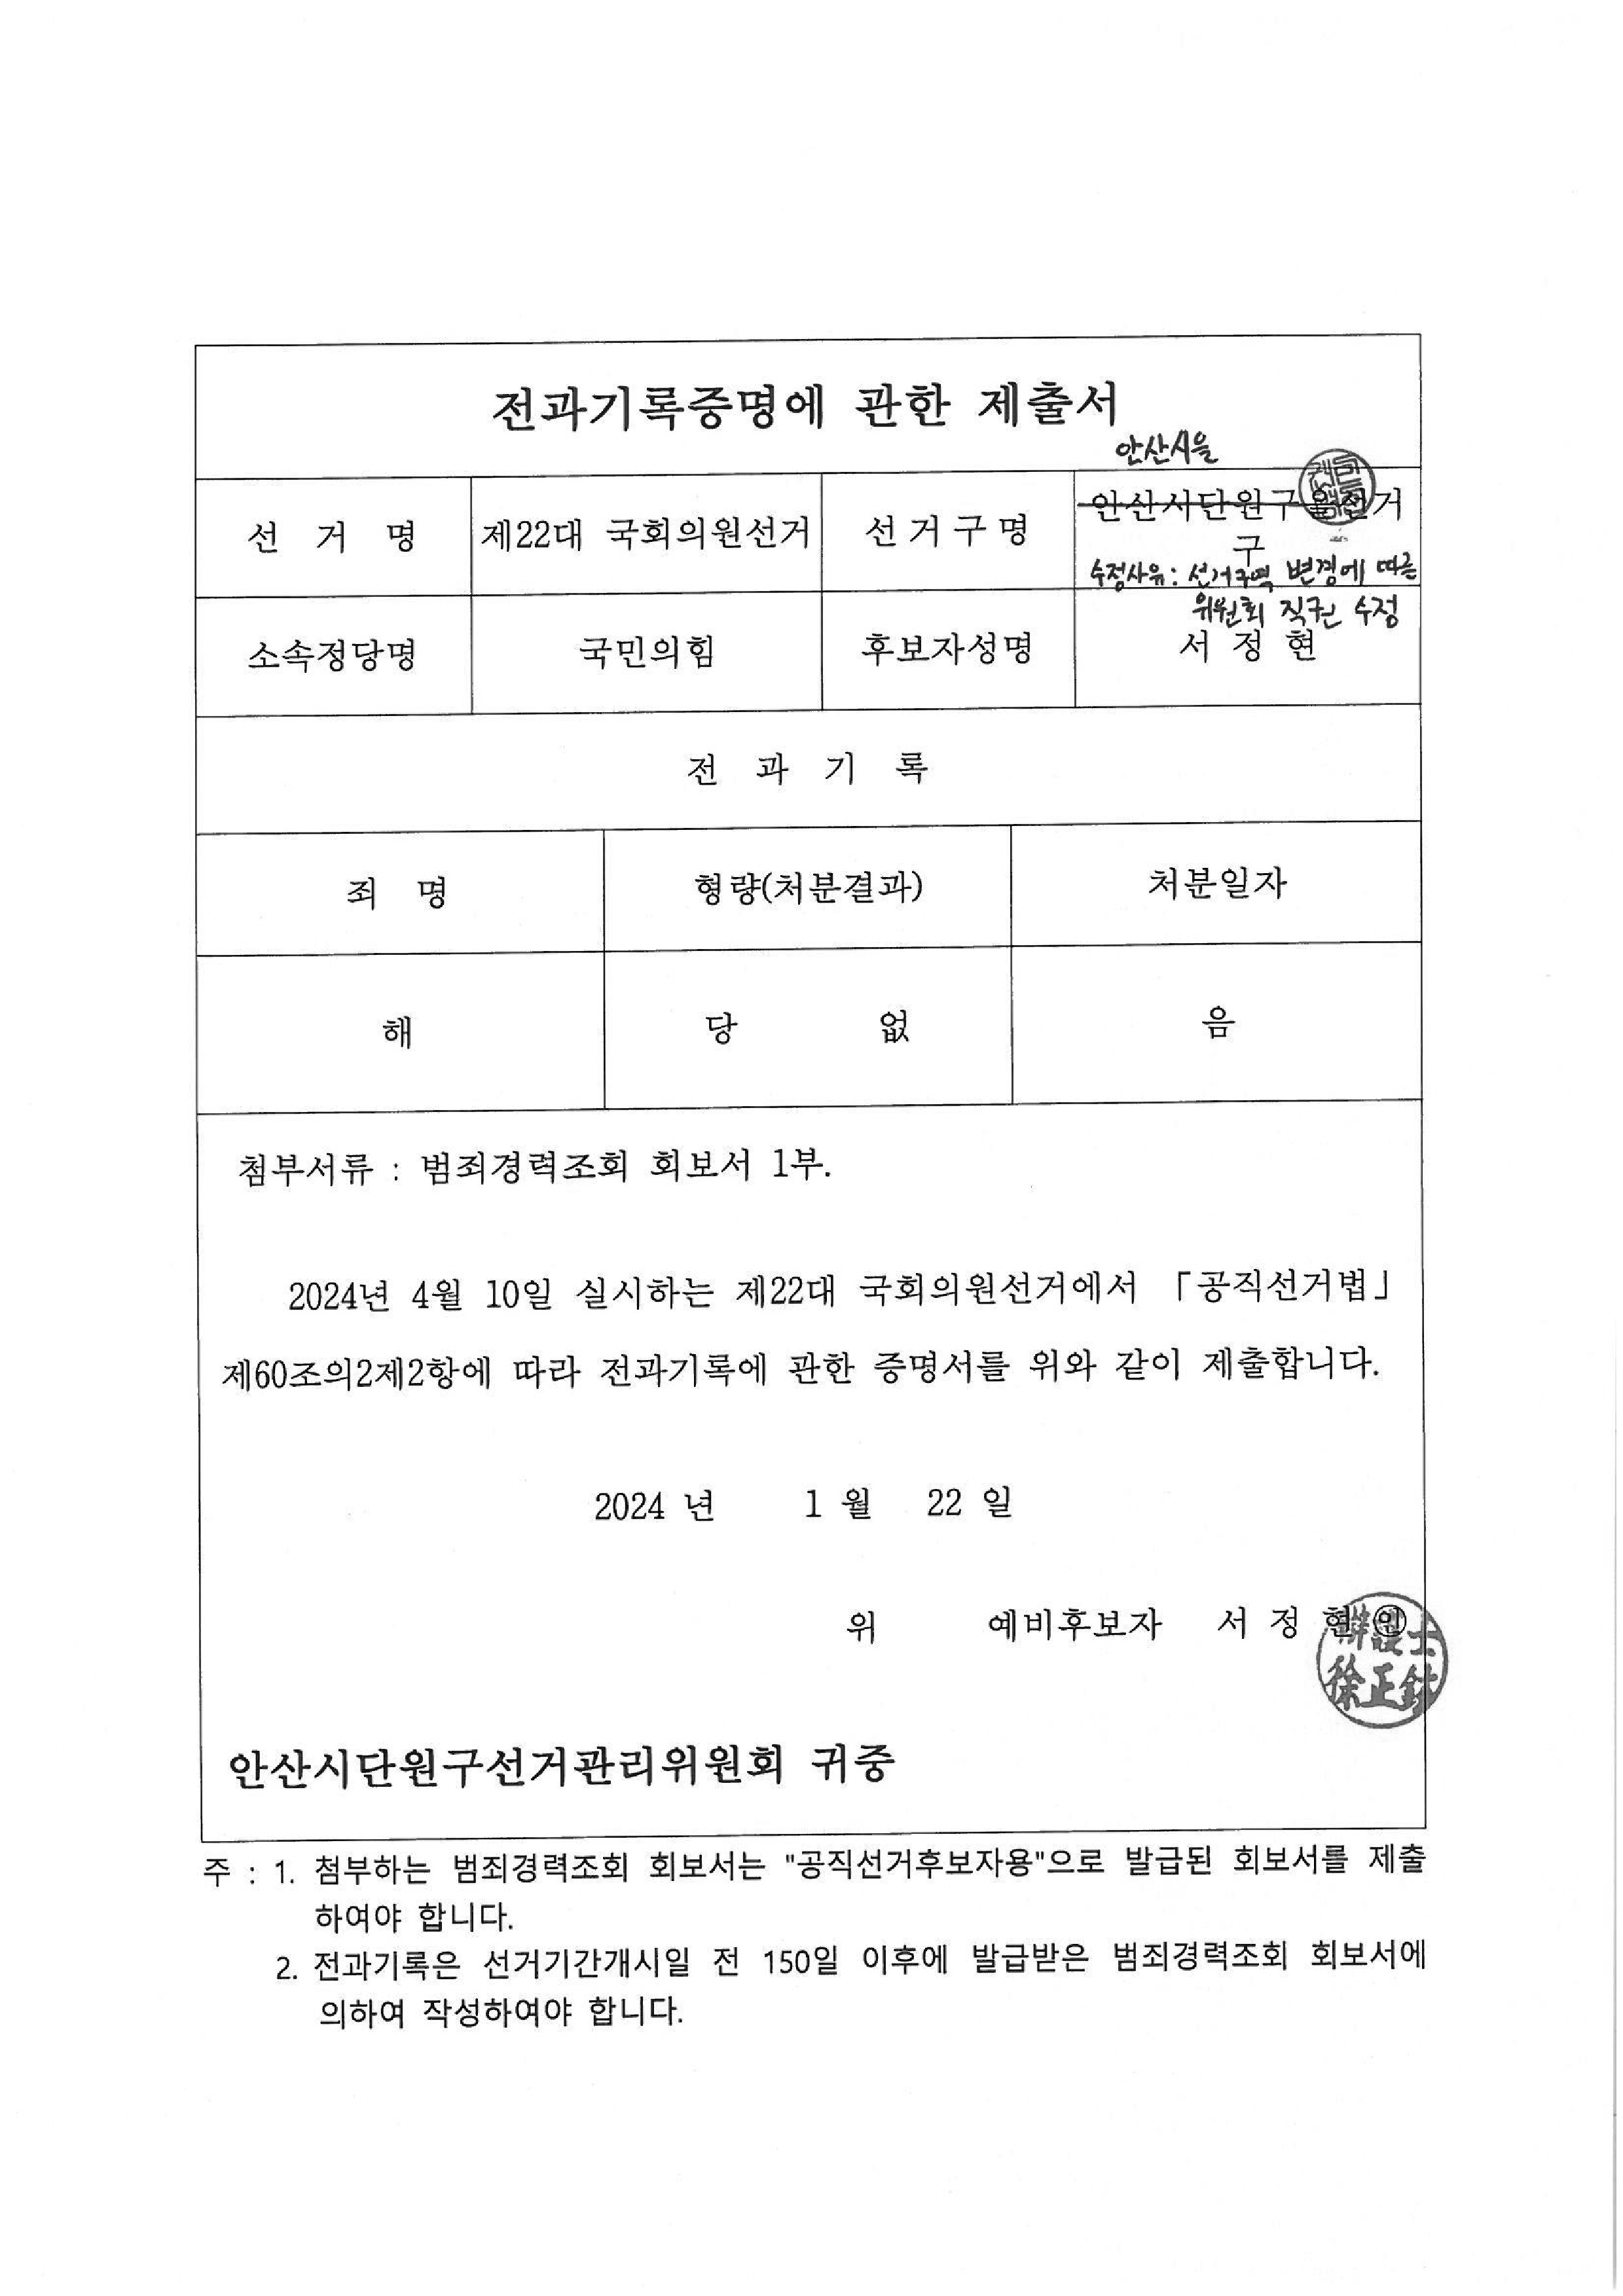 전과기록증명에 관한 제출서
안산시을
선 거 명 제22대 국회의원선거 선거구명 안산시단원구을선거구
수정사유: 선거구역 변경에 따른
위원회 직권 수정
소속정당명 국민의힘 후보자성명 서 정 현
전 과 기 록
죄 명 형량(처분결과) 처분일자
해 당 없 음
첨부서류 : 범죄경력조회 회보서 1부.
2024년 4월 10일 실시하는 제22대 국회의원선거에서 「공직선거법」
제60조의2제2항에 따라 전과기록에 관한 증명서를 위와 같이 제출합니다.
2024 년 1 월 22 일
위 예비후보자 서 정 현 ㊞
辯護士
徐正鉉
안산시단원구선거관리위원회 귀중
주 : 1. 첨부하는 범죄경력조회 회보서는 "공직선거후보자용"으로 발급된 회보서를 제출
하여야 합니다.
2. 전과기록은 선거기간개시일 전 150일 이후에 발급받은 범죄경력조회 회보서에
의하여 작성하여야 합니다.